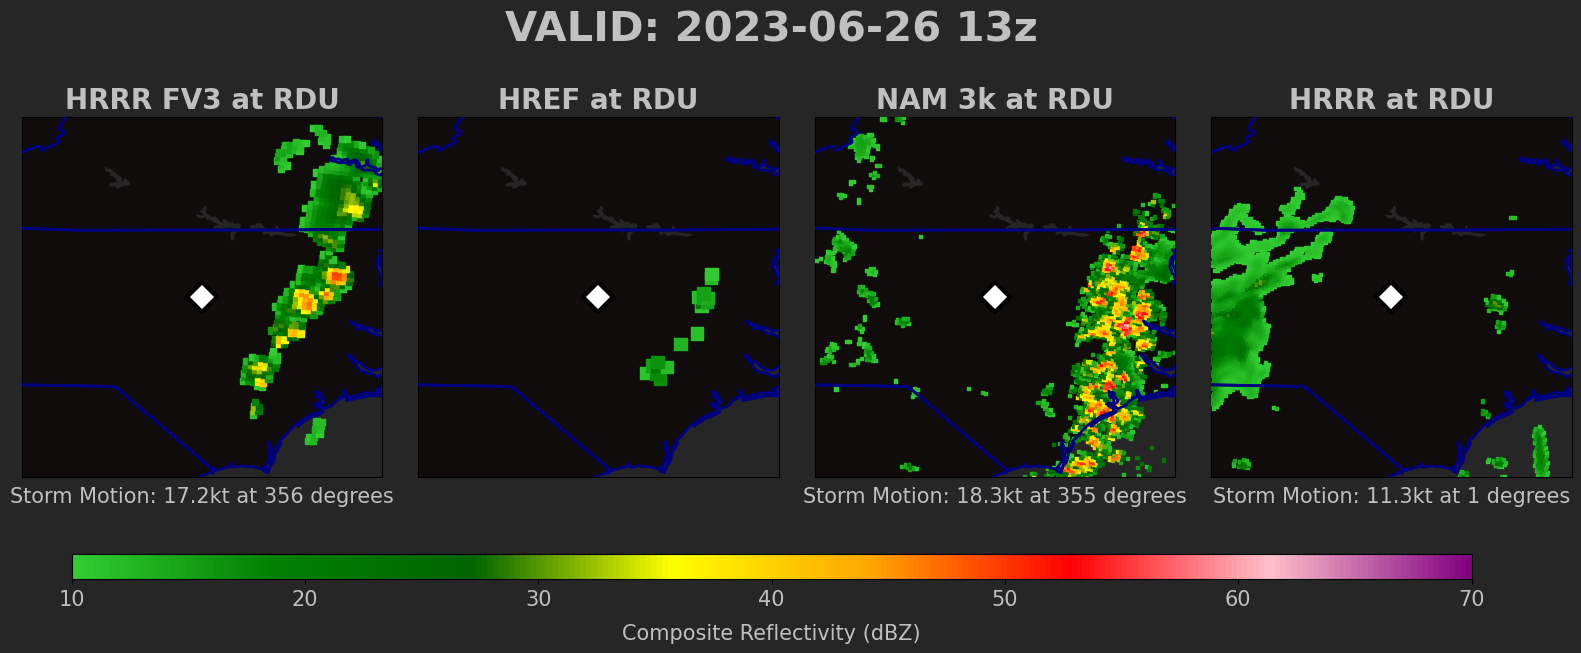 VALID: 2023-06-26 13z
HRRR FV3 at RDU
HREF at RDU
NAM 3k at RDU
HRRR at RDU
Storm Motion: 17.2kt at 356 degrees
Storm Motion: 18.3kt at 355 degrees
Storm Motion: 11.3kt at 1 degrees
10 20 30 40 50 60 70
Composite Reflectivity (dBZ)